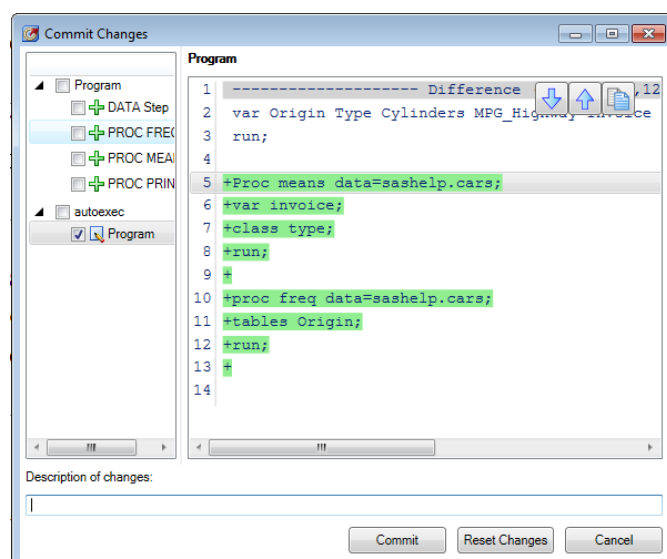 Commit Changes
Program
DATA Step
PROC FREQ
PROC MEA
PROC PRIN
autoexec
Program
Program
1 -------------------- Difference ,12
2 var Origin Type Cylinders MPG_Highway Invoice
3 run;
4
5 +Proc means data=sashelp.cars;
6 +var invoice;
7 +class type;
8 +run;
9 +
10 +proc freq data=sashelp.cars;
11 +tables Origin;
12 +run;
13 +
14
Description of changes:
Commit
Reset Changes
Cancel